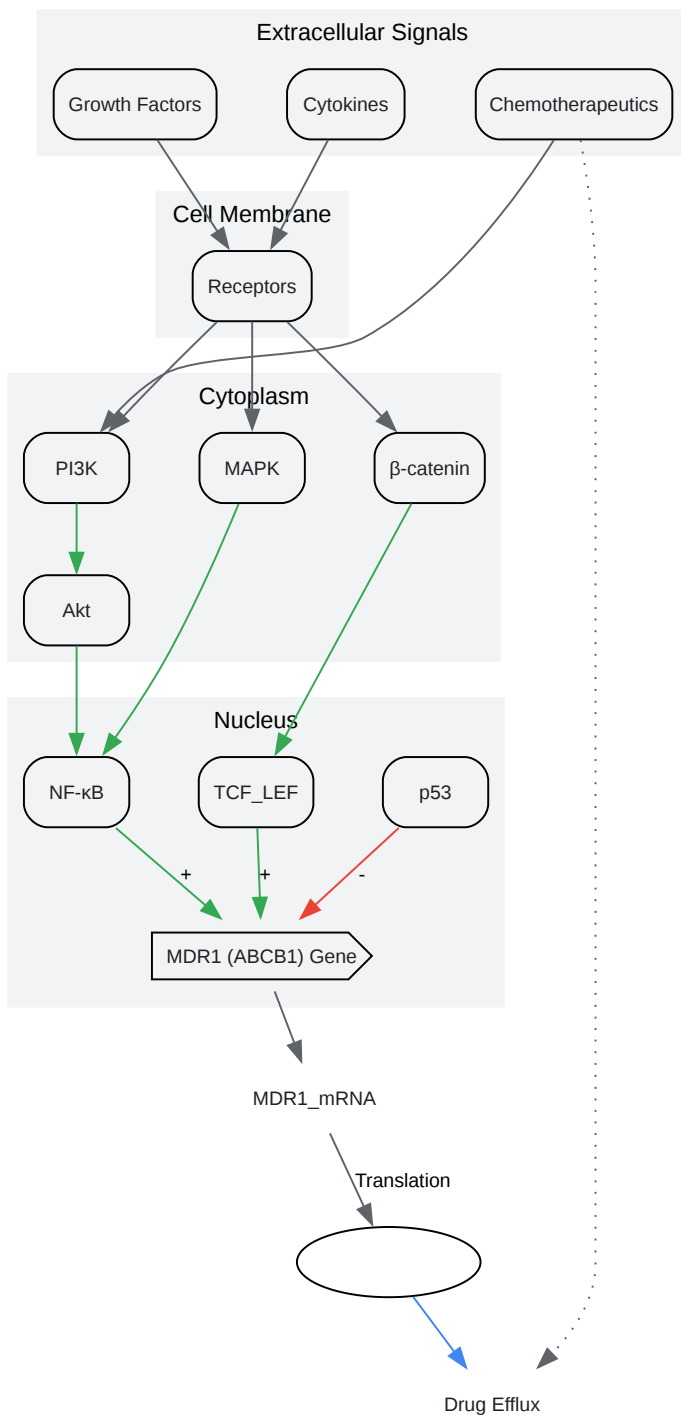 Extracellular Signals
Growth Factors
Cytokines
Chemotherapeutics
Cell Membrane
Receptors
Cytoplasm
PI3K
MAPK
β-catenin
Akt
Nucleus
NF-κB
TCF_LEF
p53
+
+
-
MDR1 (ABCB1) Gene
MDR1_mRNA
Translation
Drug Efflux